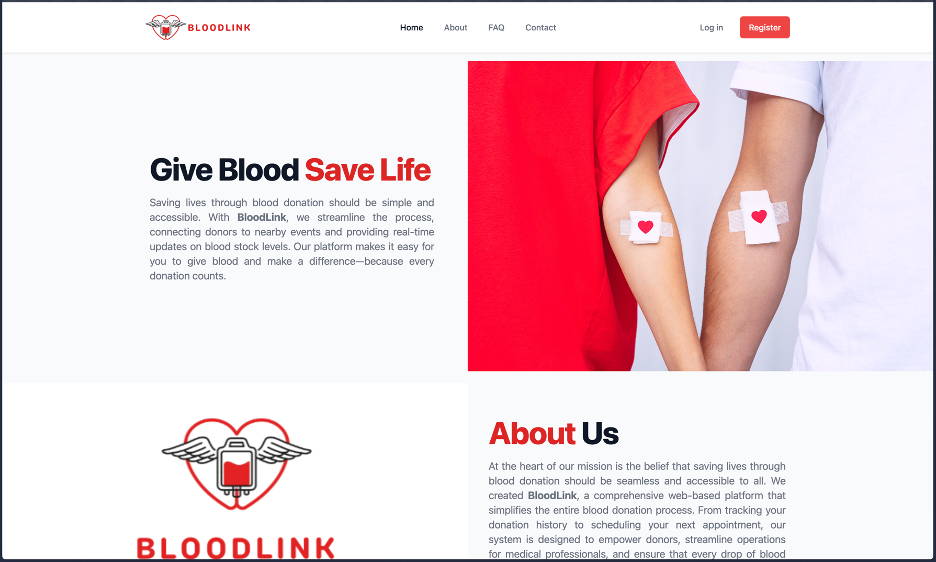 BLOODLINK
Home About FAQ Contact
Log in Register
Give Blood Save Life
Saving lives through blood donation should be simple and
accessible. With BloodLink, we streamline the process,
connecting donors to nearby events and providing real-time
updates on blood stock levels. Our platform makes it easy for
you to give blood and make a difference—because every
donation counts.
BLOODLINK
About Us
At the heart of our mission is the belief that saving lives through
blood donation should be seamless and accessible to all. We
created BloodLink, a comprehensive web-based platform that
simplifies the entire blood donation process. From tracking your
donation history to scheduling your next appointment, our
system is designed to empower donors, streamline operations
for medical professionals, and ensure that every drop of blood